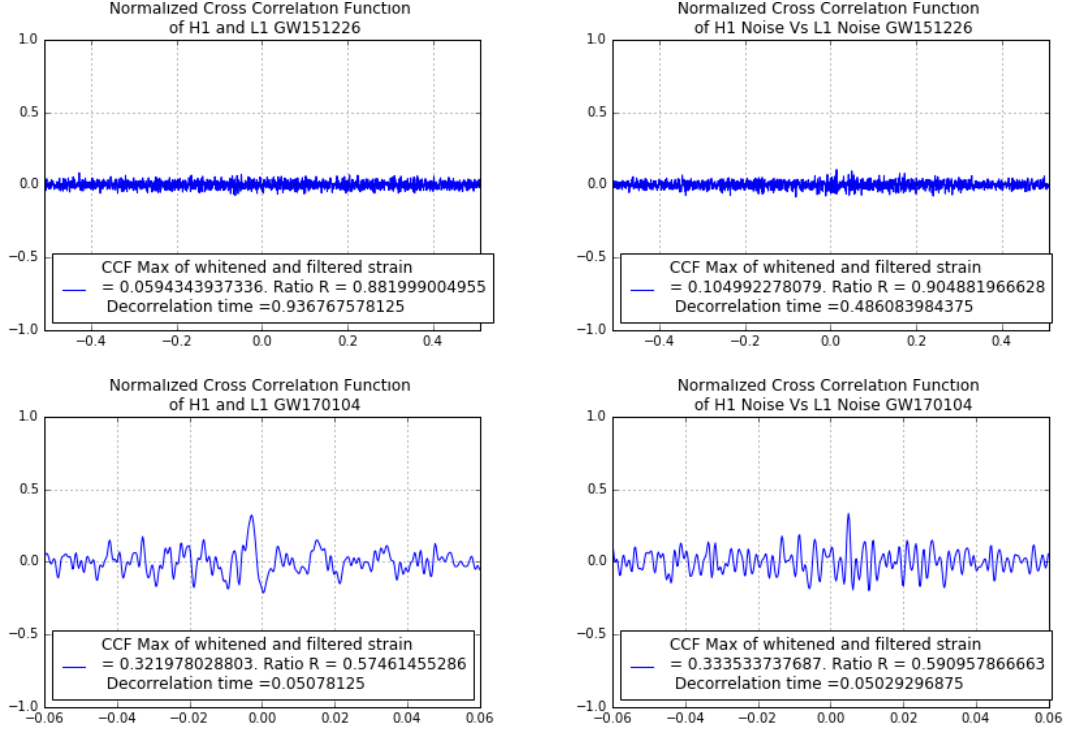 Normalized Cross Correlation Function
of H1 and L1 GW151226
1.0
0.5
0.0
−0.5
−1.0
−0.4
−0.2
0.0
0.2
0.4
CCF Max of whitened and filtered strain
= 0.0594343937336. Ratio R = 0.881999004955
Decorrelation time =0.936767578125
Normalized Cross Correlation Function
of H1 Noise Vs L1 Noise GW151226
1.0
0.5
0.0
−0.5
−1.0
−0.4
−0.2
0.0
0.2
0.4
CCF Max of whitened and filtered strain
= 0.104992278079. Ratio R = 0.904881966628
Decorrelation time =0.486083984375
Normalized Cross Correlation Function
of H1 and L1 GW170104
1.0
0.5
0.0
−0.5
−1.0
−0.06
−0.04
−0.02
0.00
0.02
0.04
0.06
CCF Max of whitened and filtered strain
= 0.321978028803. Ratio R = 0.57461455286
Decorrelation time =0.05078125
Normalized Cross Correlation Function
of H1 Noise Vs L1 Noise GW170104
1.0
0.5
0.0
−0.5
−1.0
−0.06
−0.04
−0.02
0.00
0.02
0.04
0.06
CCF Max of whitened and filtered strain
= 0.333533737687. Ratio R = 0.590957866663
Decorrelation time =0.05029296875